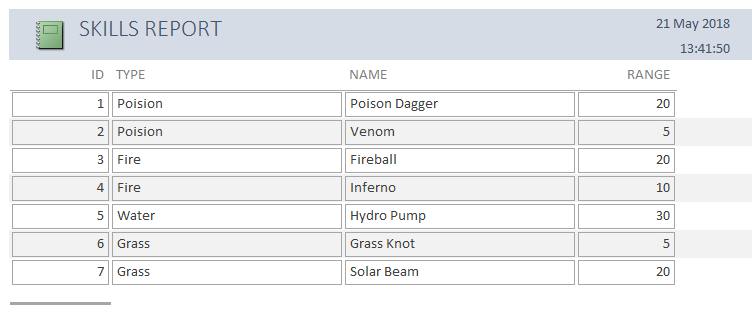 SKILLS REPORT 21 May 2018
13:41:50
ID TYPE NAME RANGE
1 Poision Poison Dagger 20
2 Poision Venom 5
3 Fire Fireball 20
4 Fire Inferno 10
5 Water Hydro Pump 30
6 Grass Grass Knot 5
7 Grass Solar Beam 20